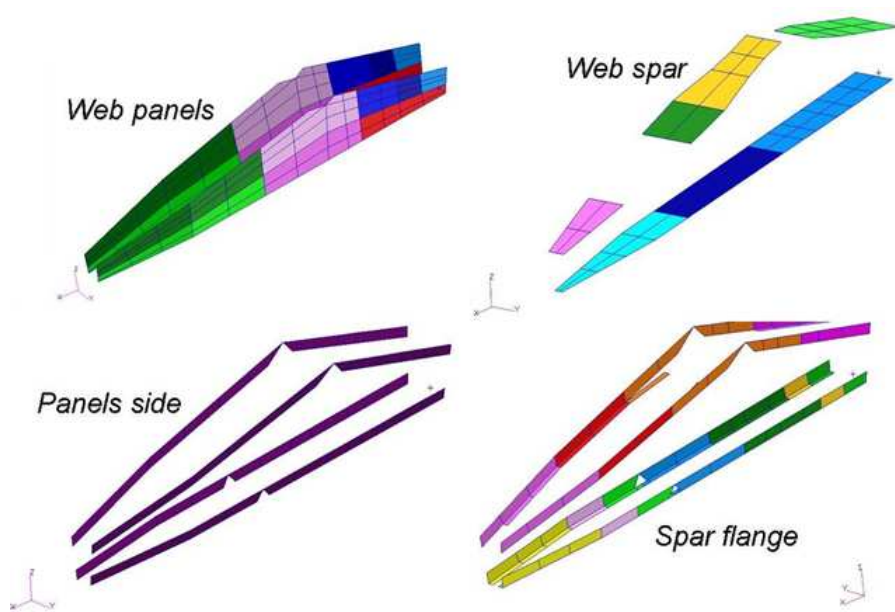 Web panels
Z
X
Y
Web spar
Z
X
Y
Panels side
Z
X
Y
Spar flange
Z
Y
X